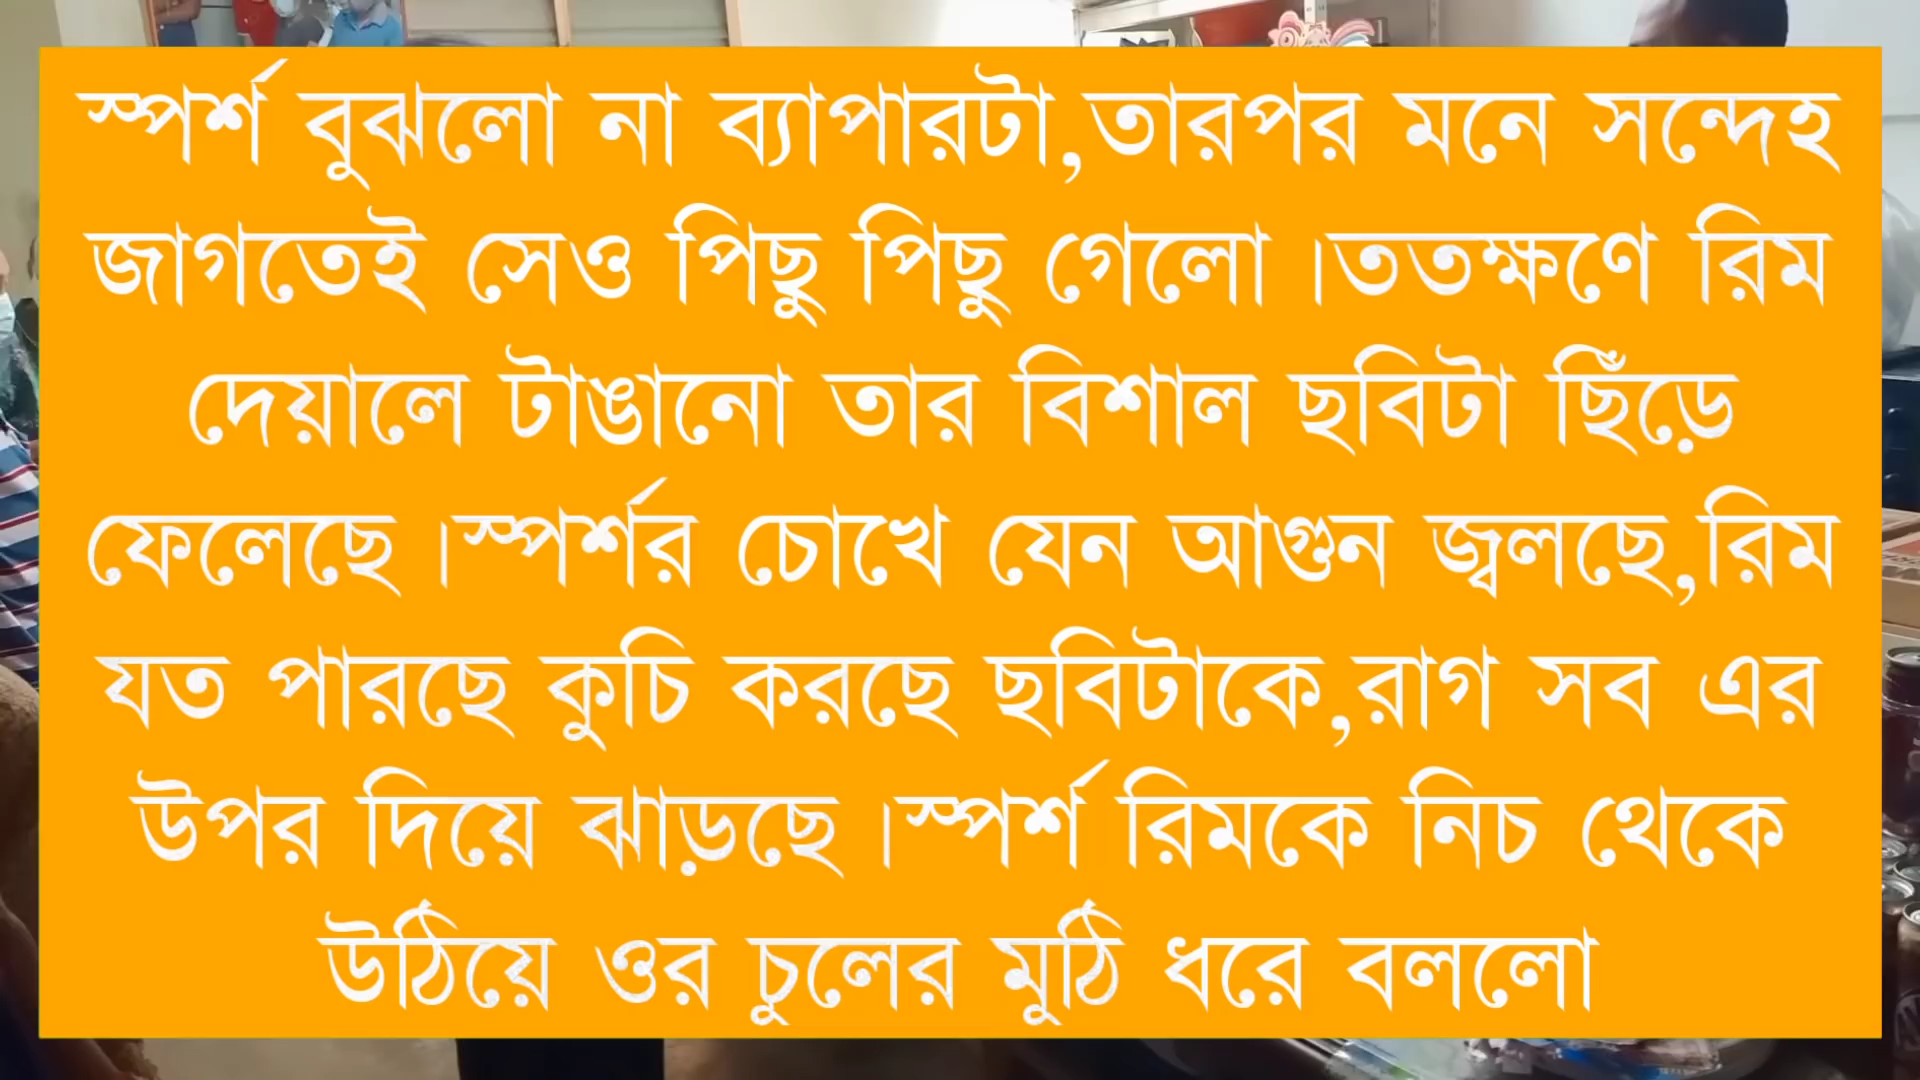 স্পর্শ বুঝলো না ব্যাপারটা,তারপর মনে সন্দেহ
জাগতেই সেও পিছু পিছু গেলো।ততক্ষণে রিম
দেয়ালে টাঙানো তার বিশাল ছবিটা ছিঁড়ে
ফেলেছে।স্পর্শর চোখে যেন আগুন জ্বলছে,রিম
যত পারছে কুচি করছে ছবিটাকে,রাগ সব এর
উপর দিয়ে ঝাড়ছে।স্পর্শ রিমকে নিচ থেকে
উঠিয়ে ওর চুলের মুঠি ধরে বললো